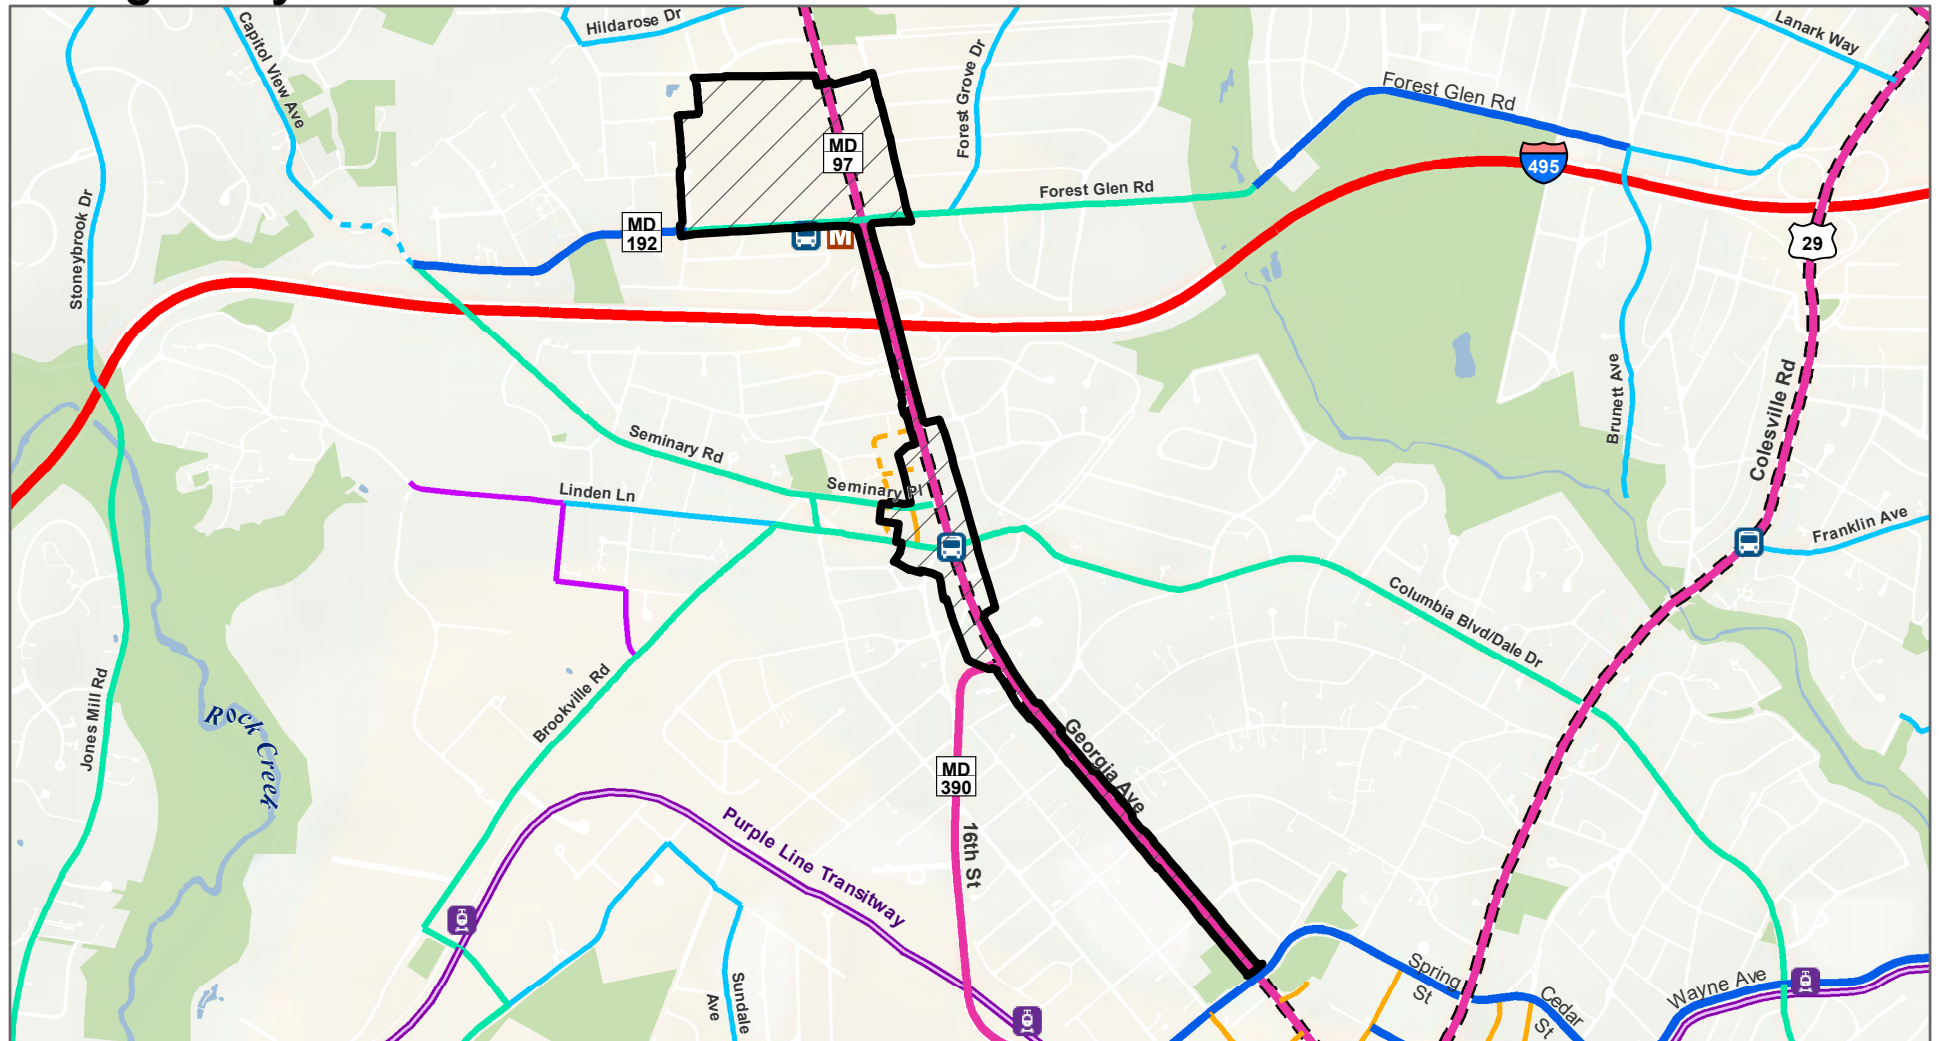 Hildarose Dr
Capitol View Ave
Forest Grove Dr
Lanark Way
Forest Glen Rd
MD
97
495
Forest Glen Rd
Stoneybrook Dr
MD
192
M
29
Brunett Ave
Colesville Rd
Seminary Rd
Seminary Pl
Linden Ln
Franklin Ave
Columbia Blvd/Dale Dr
Jones Mill Rd
Brookville Rd
Rock Creek
Georgia Ave
MD
390
16th St
Purple Line Transitway
Sundale
Ave
Spring
St
Cedar
St
Wayne Ave